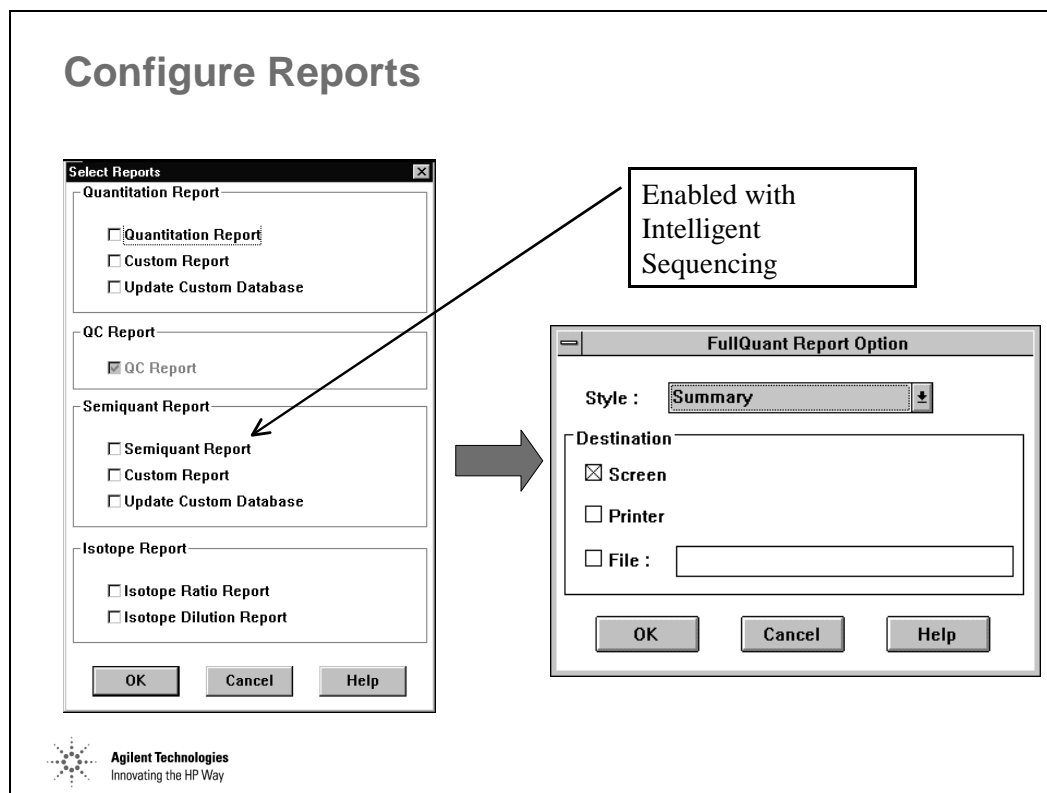 Configure Reports
Select Reports
Quantitation Report
Quantitation Report
Custom Report
Update Custom Database
QC Report
QC Report
Semiquant Report
Semiquant Report
Custom Report
Update Custom Database
Isotope Report
Isotope Ratio Report
Isotope Dilution Report
OK Cancel Help
Enabled with
Intelligent
Sequencing
FullQuant Report Option
Style : Summary
Destination
Screen
Printer
File :
OK Cancel Help
Agilent Technologies
Innovating the HP Way